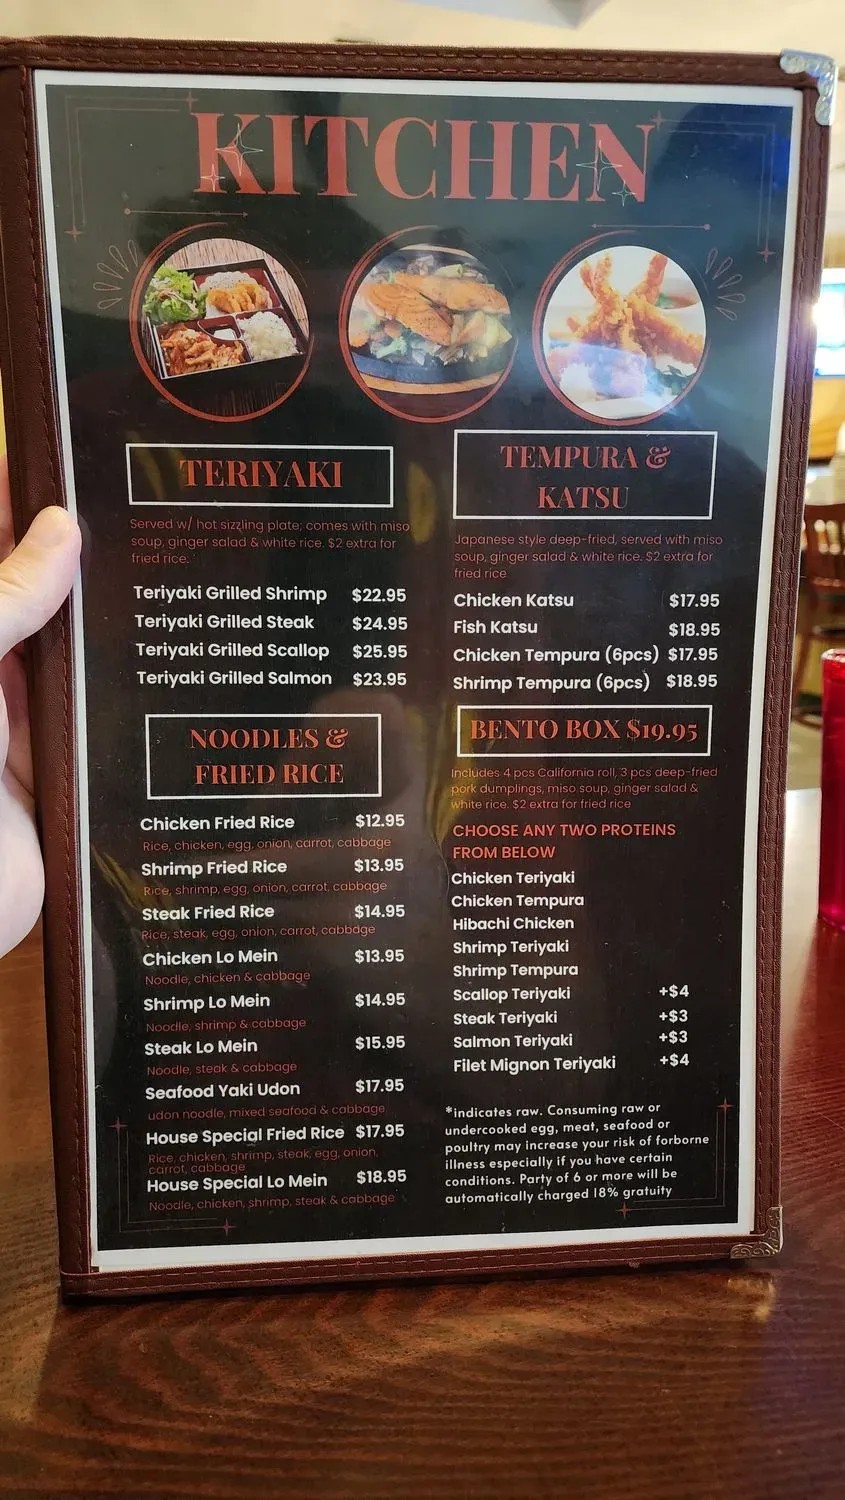 KITCHEN
TERIYAKI
Served w/ hot sizzling plate; comes with miso
soup, ginger salad & white rice. $2 extra for
fried rice.
Teriyaki Grilled Shrimp $22.95
Teriyaki Grilled Steak $24.95
Teriyaki Grilled Scallop $25.95
Teriyaki Grilled Salmon $23.95
NOODLES &
FRIED RICE
Chicken Fried Rice $12.95
Rice, chicken, egg, onion, carrot, cabbage
Shrimp Fried Rice $13.95
Rice, shrimp, egg, onion, carrot, cabbage
Steak Fried Rice $14.95
Rice, steak, egg, onion, carrot, cabbage
Chicken Lo Mein $13.95
Noodle, chicken & cabbage
Shrimp Lo Mein $14.95
Noodle, shrimp & cabbage
Steak Lo Mein $15.95
Noodle, steak & cabbage
Seafood Yaki Udon $17.95
udon noodle, mixed seafood & cabbage
House Special Fried Rice $17.95
Rice, chicken, shrimp, steak, egg, onion,
carrot, cabbage
House Special Lo Mein $18.95
Noodle, chicken, shrimp, steak & cabbage
TEMPURA &
KATSU
Japanese style deep-fried, served with miso
soup, ginger salad & white rice. $2 extra for
fried rice
Chicken Katsu $17.95
Fish Katsu $18.95
Chicken Tempura (6pcs) $17.95
Shrimp Tempura (6pcs) $18.95
BENTO BOX $19.95
Includes 4 pcs California roll, 3 pcs deep-fried
pork dumplings, miso soup, ginger salad &
white rice. $2 extra for fried rice
CHOOSE ANY TWO PROTEINS
FROM BELOW
Chicken Teriyaki
Chicken Tempura
Hibachi Chicken
Shrimp Teriyaki
Shrimp Tempura
Scallop Teriyaki +$4
Steak Teriyaki +$3
Salmon Teriyaki +$3
Filet Mignon Teriyaki +$4
*indicates raw. Consuming raw or
undercooked egg, meat, seafood or
poultry may increase your risk of forborne
illness especially if you have certain
conditions. Party of 6 or more will be
automatically charged 18% gratuity